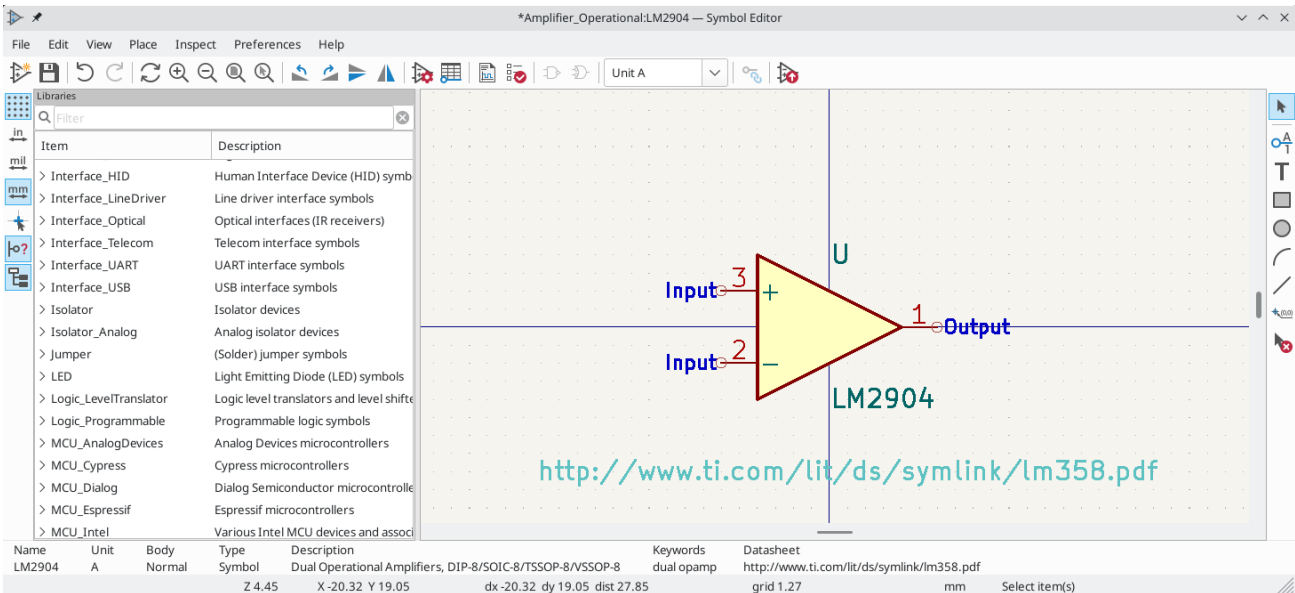 *Amplifier_Operational:LM2904 — Symbol Editor
File Edit View Place Inspect Preferences Help
Unit A
Libraries
in
Filter
Item Description
mil
Interface_HID Human Interface Device (HID) symb
mm
Interface_LineDriver Line driver interface symbols
Interface_Optical Optical interfaces (IR receivers)
Interface_Telecom Telecom interface symbols
Interface_UART UART interface symbols
Interface_USB USB interface symbols
Isolator Isolator devices
Isolator_Analog Analog isolator devices
Jumper (Solder) jumper symbols
LED Light Emitting Diode (LED) symbols
Logic_LevelTranslator Logic level translators and level shifte
Logic_Programmable Programmable logic symbols
MCU_AnalogDevices Analog Devices microcontrollers
MCU_Cypress Cypress microcontrollers
MCU_Dialog Dialog Semiconductor microcontrolle
MCU_Espressif Espressif microcontrollers
MCU_Intel Various Intel MCU devices and associ
U
Input 3 +
1 Output
Input 2 −
LM2904
http://www.ti.com/lit/ds/symlink/lm358.pdf
A
1
T
(0,0)
Name Unit Body Type Description Keywords Datasheet
LM2904 A Normal Symbol Dual Operational Amplifiers, DIP-8/SOIC-8/TSSOP-8/VSSOP-8 dual opamp http://www.ti.com/lit/ds/symlink/lm358.pdf
Z 4.45 X -20.32 Y 19.05 dx -20.32 dy 19.05 dist 27.85 grid 1.27 mm Select item(s)